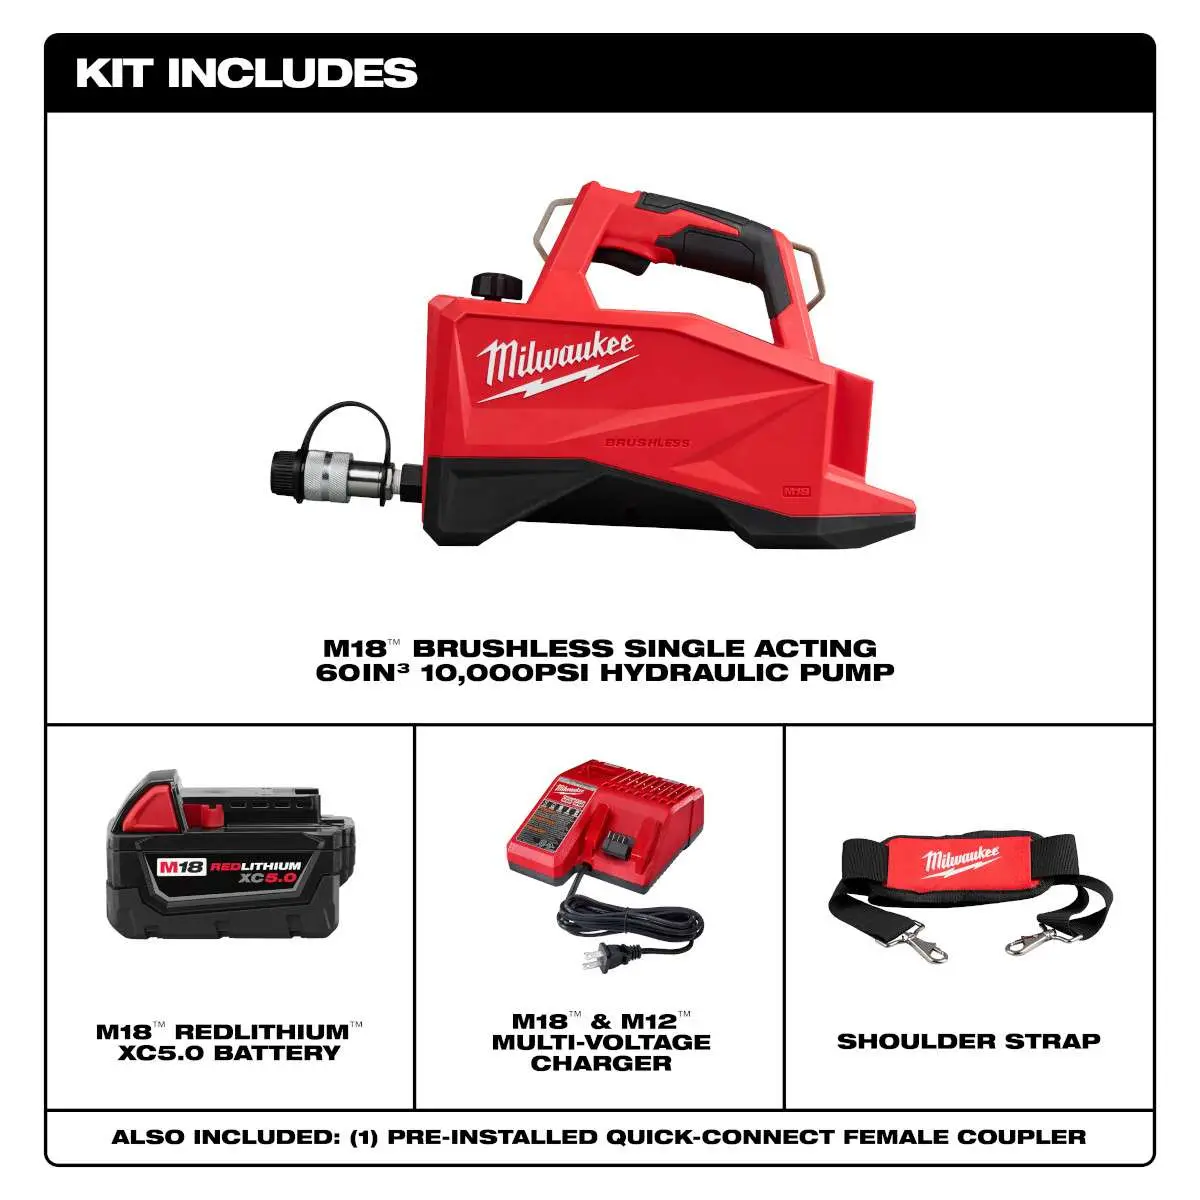 KIT INCLUDES
Milwaukee
BRUSHLESS
M18
M18™ BRUSHLESS SINGLE ACTING
60IN³ 10,000PSI HYDRAULIC PUMP
M18 REDLITHIUM
XC5.0
Milwaukee
Milwaukee
M18™ REDLITHIUM™
XC5.0 BATTERY
M18™ & M12™
MULTI-VOLTAGE
CHARGER
SHOULDER STRAP
ALSO INCLUDED: (1) PRE-INSTALLED QUICK-CONNECT FEMALE COUPLER